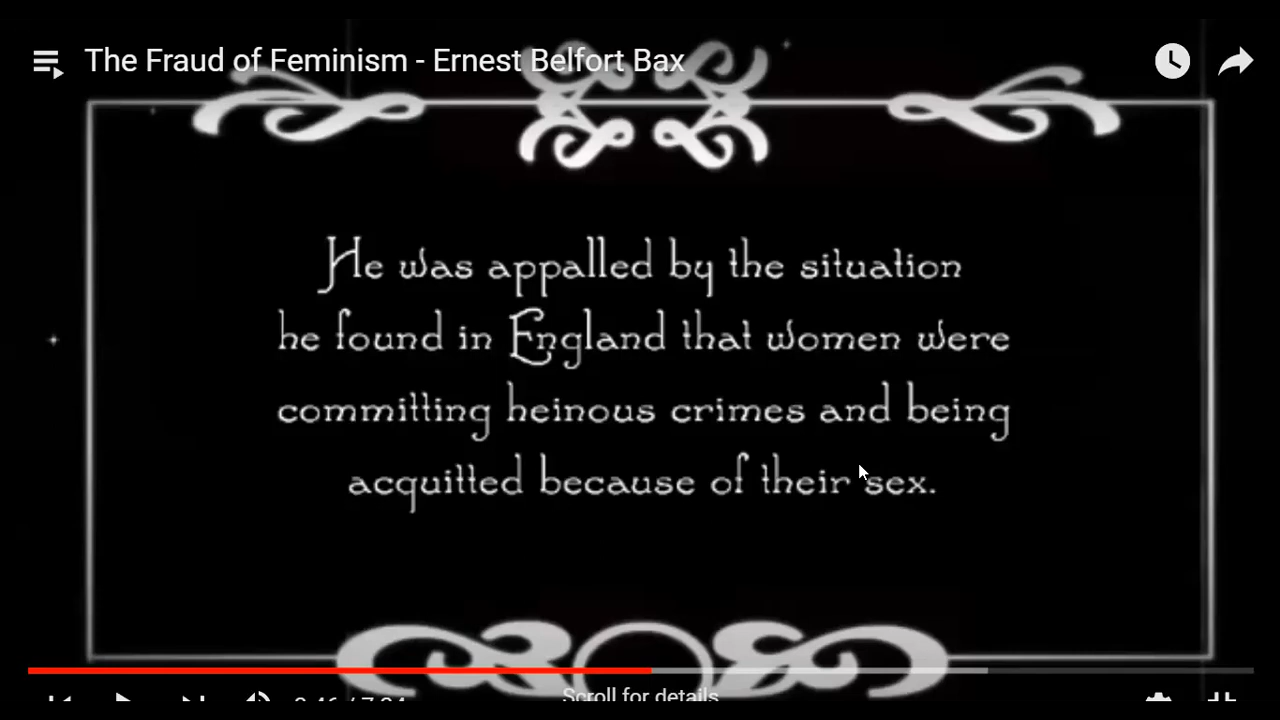 The Fraud of Feminism - Ernest Belfort Bax
He was appalled by the situation
he found in England that women were
committing heinous crimes and being
acquitted because of their sex.
Scroll for details